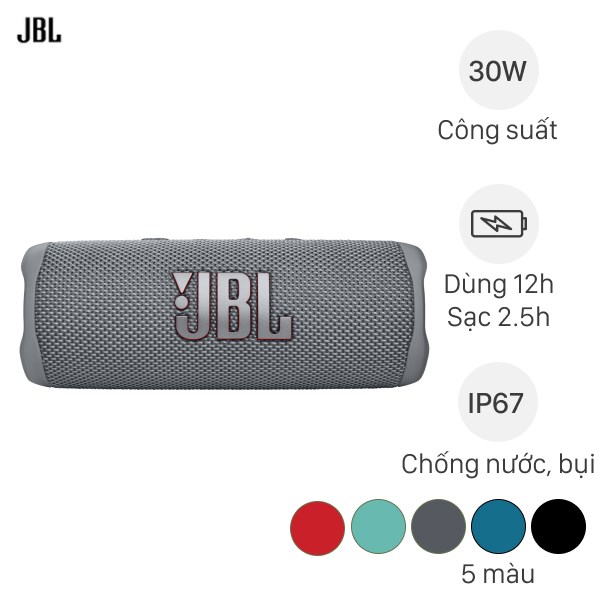 JBL
30W
Công suất
Dùng 12h
Sạc 2.5h
JBL
IP67
Chống nước, bụi
5 màu